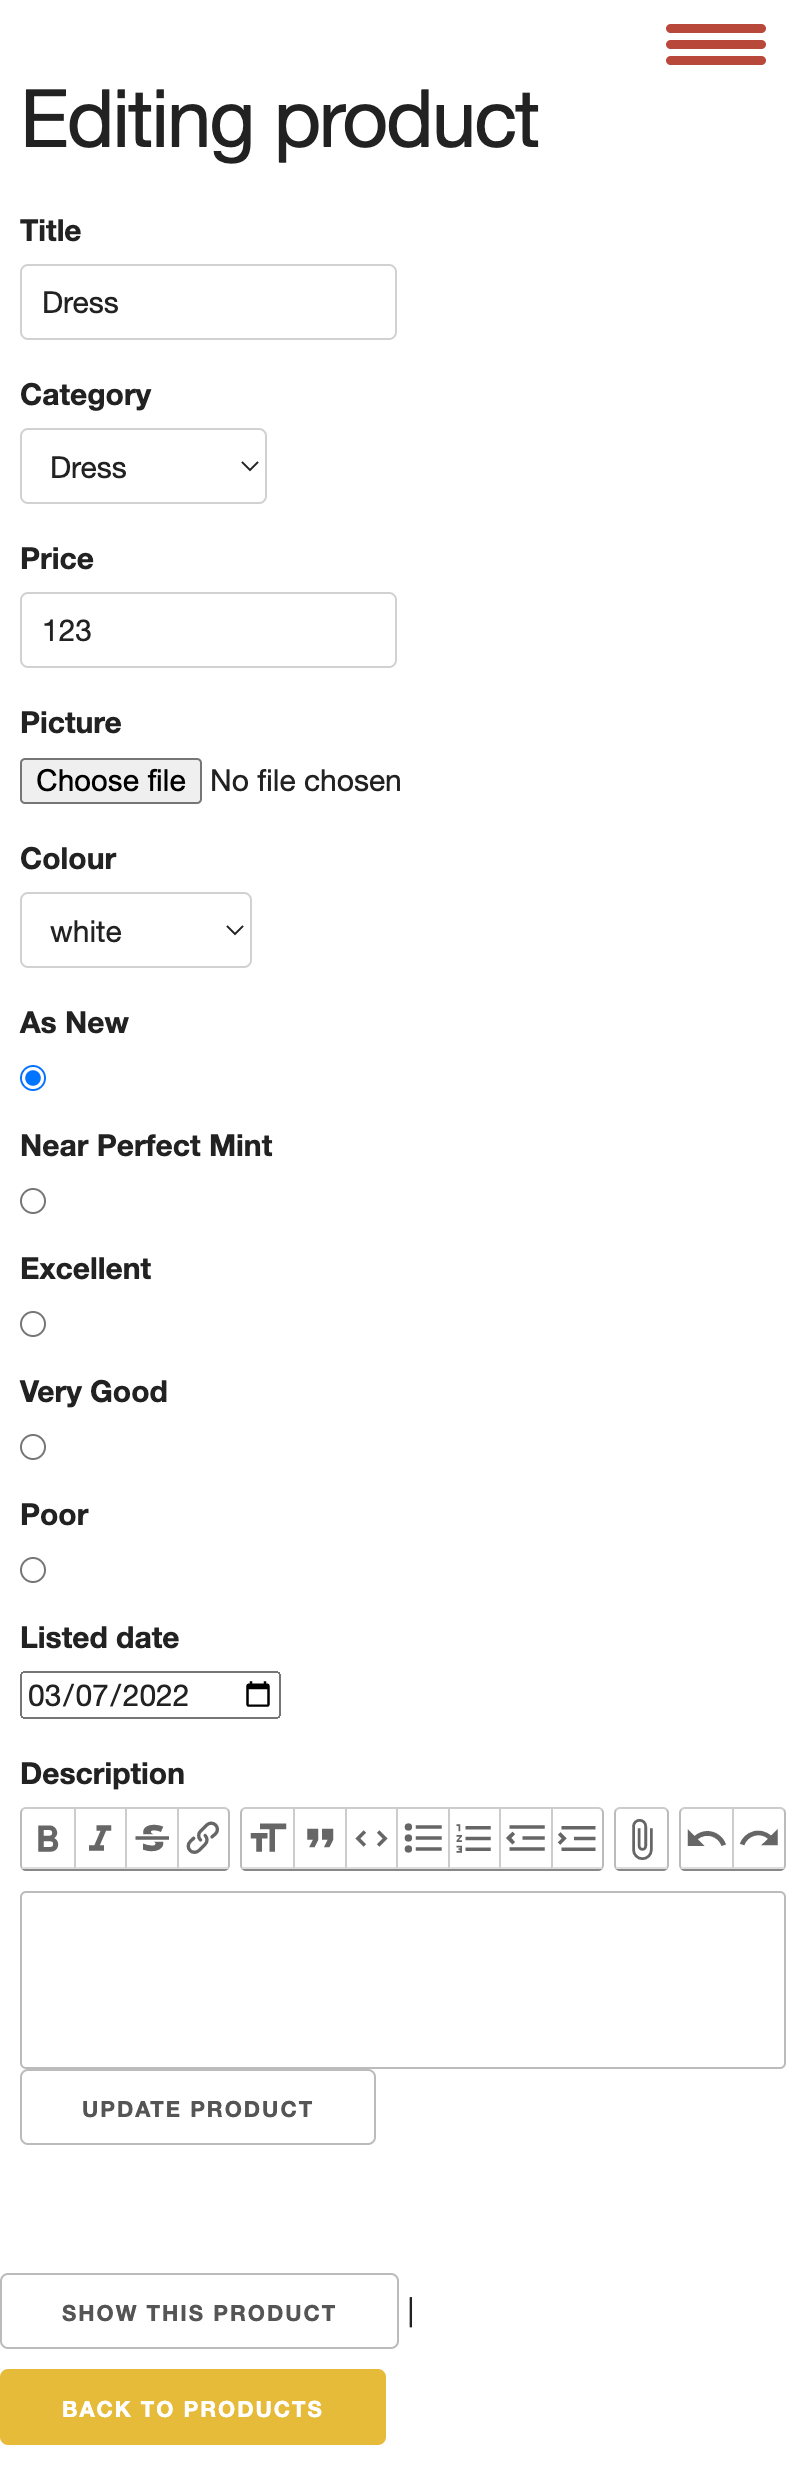 Editing product
Title
Dress
Category
Dress
Price
123
Picture
Choose file No file chosen
Colour
white
As New
Near Perfect Mint
Excellent
Very Good
Poor
Listed date
03/07/2022
Description
UPDATE PRODUCT
SHOW THIS PRODUCT |
BACK TO PRODUCTS